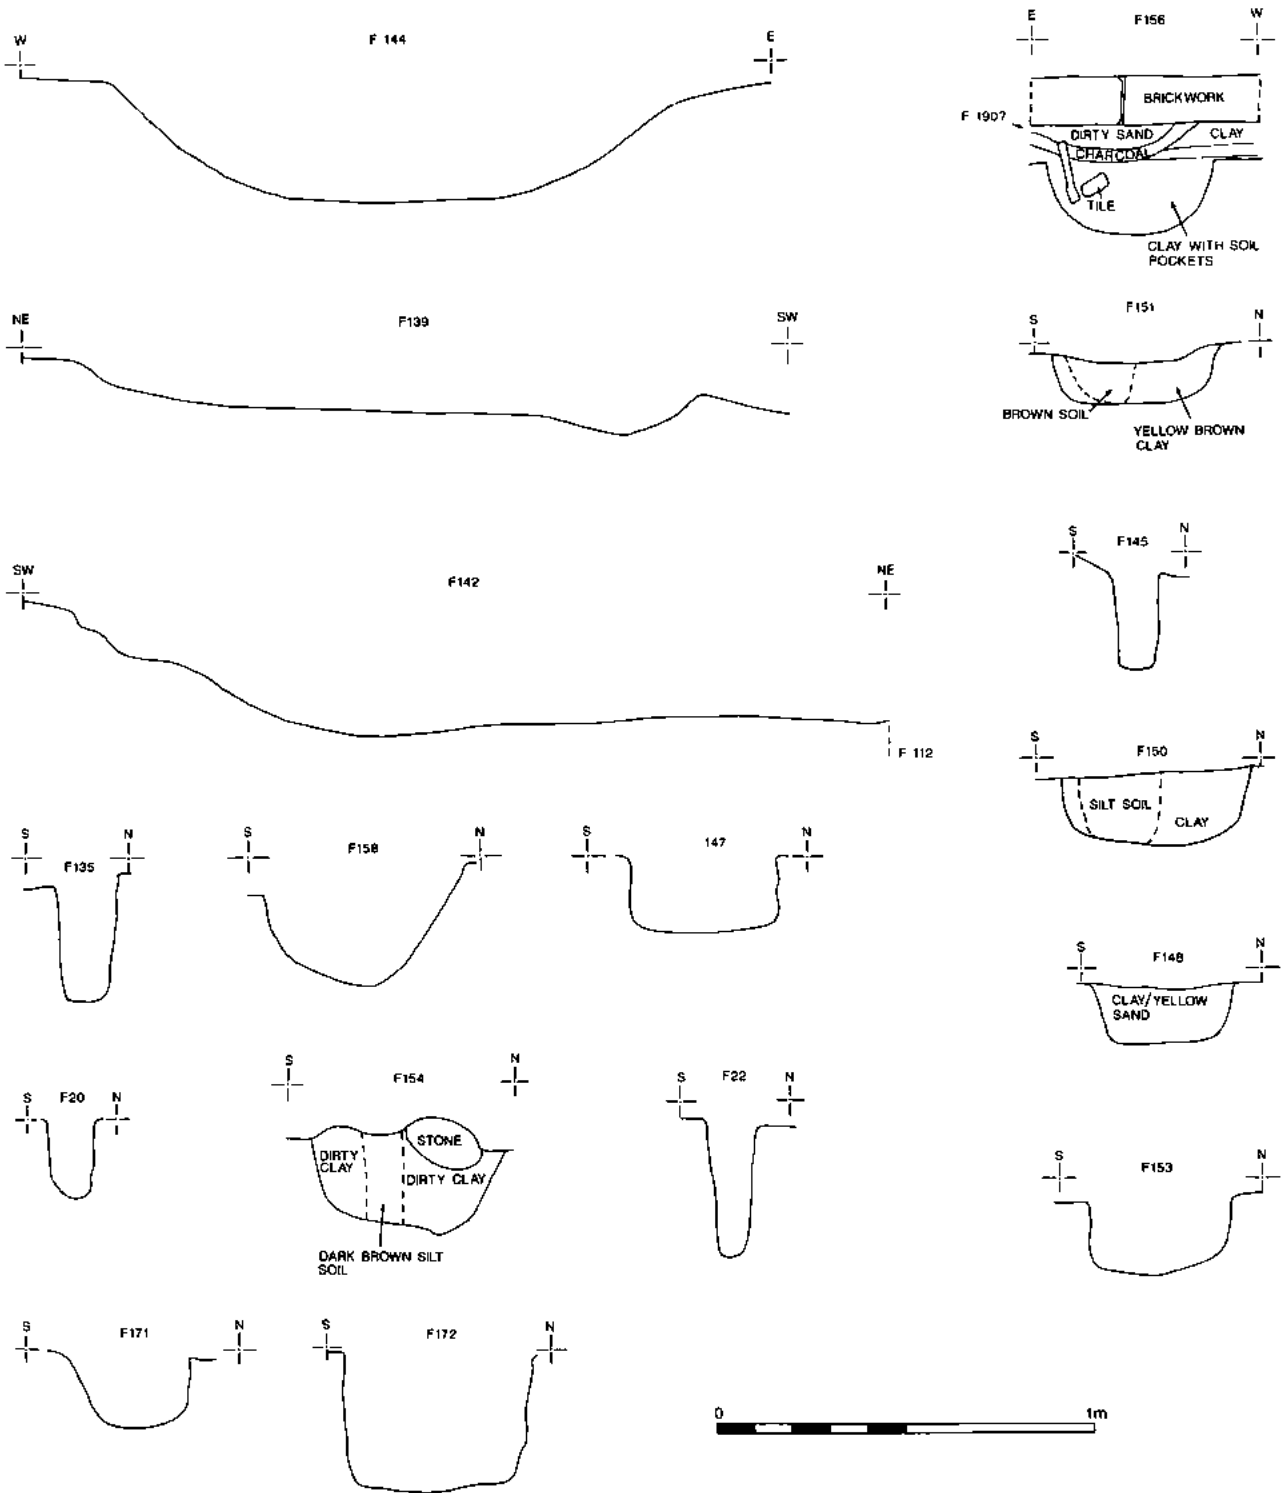 W F 144 E
E F156 W
BRICKWORK
F 190?
DIRTY SAND CLAY
CHARCOAL
TILE
CLAY WITH SOIL
POCKETS
NE F139 SW
S F151 N
BROWN SOIL
YELLOW BROWN
CLAY
S F145 N
SW F142 NE
F 112
S F150 N
SILT SOIL
CLAY
S F135 N
S F158 N
S 147 N
S F148 N
CLAY/YELLOW
SAND
S F20 N
S F154 N
STONE
DIRTY
CLAY
DIRTY CLAY
DARK BROWN SILT
SOIL
S F22 N
S F153 N
S F171 N
S F172 N
0 1m